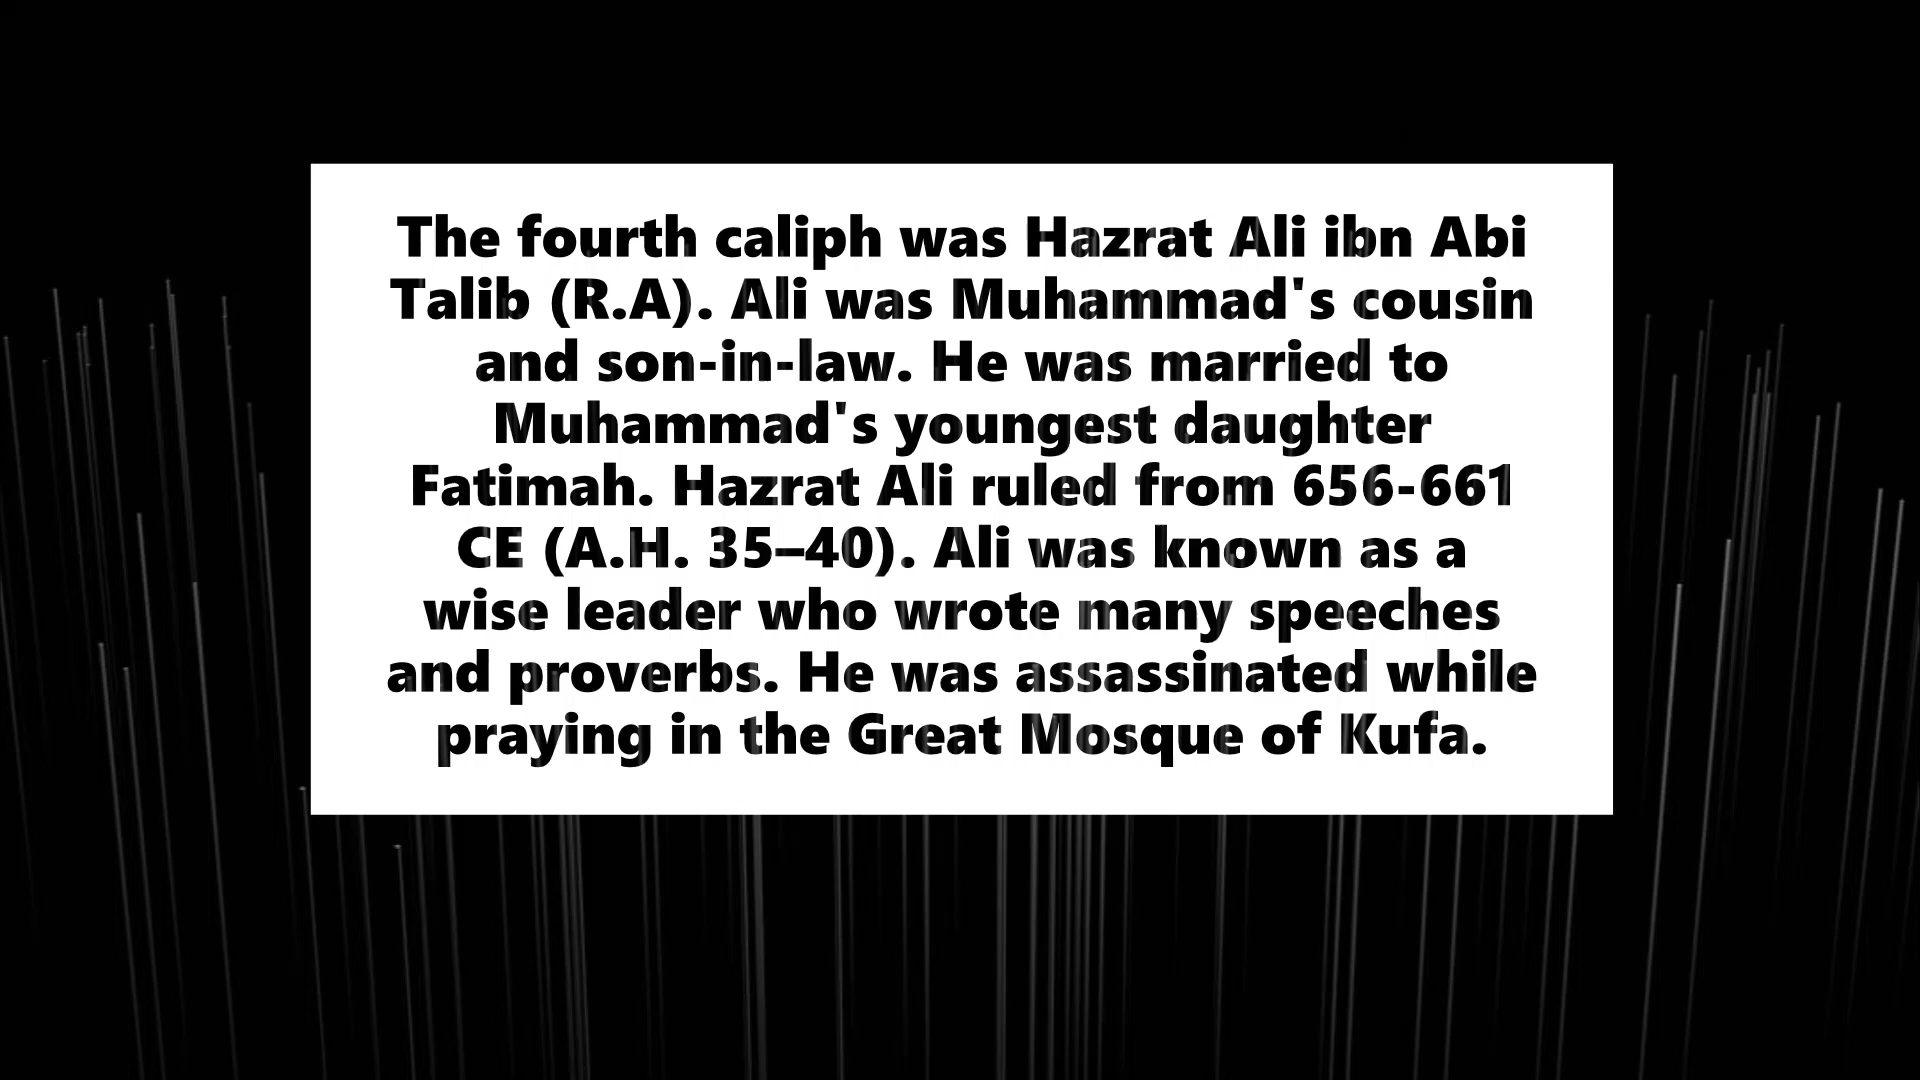 The fourth caliph was Hazrat Ali ibn Abi
Talib (R.A). Ali was Muhammad's cousin
and son-in-law. He was married to
Muhammad's youngest daughter
Fatimah. Hazrat Ali ruled from 656-661
CE (A.H. 35–40). Ali was known as a
wise leader who wrote many speeches
and proverbs. He was assassinated while
praying in the Great Mosque of Kufa.